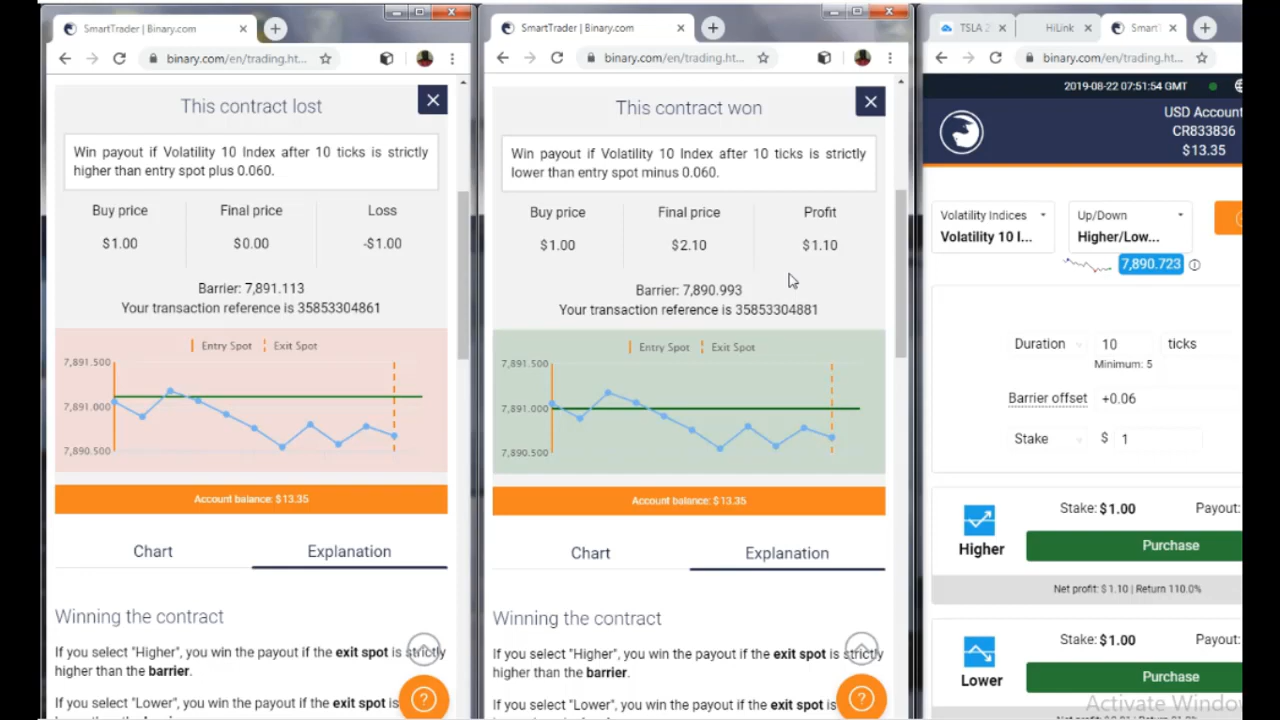 SmartTrader | Binary.com
binary.com/en/trading.ht...
This contract lost
Win payout if Volatility 10 Index after 10 ticks is strictly
higher than entry spot plus 0.060.
Buy price Final price Loss
$1.00 $0.00 -$1.00
Barrier: 7,891.113
Your transaction reference is 35853304861
Entry Spot Exit Spot
7,891.500
7,891.000
7,890.500
Account balance: $13.35
Chart Explanation
Winning the contract
If you select "Higher", you win the payout if the exit spot is strictly
higher than the barrier.
If you select "Lower", you win the payout if the exit spot is
SmartTrader | Binary.com
binary.com/en/trading.ht...
This contract won
Win payout if Volatility 10 Index after 10 ticks is strictly
lower than entry spot minus 0.060.
Buy price Final price Profit
$1.00 $2.10 $1.10
Barrier: 7,890.993
Your transaction reference is 35853304881
Entry Spot Exit Spot
7,891.500
7,891.000
7,890.500
Account balance: $13.35
Chart Explanation
Winning the contract
If you select "Higher", you win the payout if the exit spot is strictly
higher than the barrier.
If you select "Lower", you win the payout if the exit spot is
TSLA HiLink Smart
binary.com/en/trading.ht...
2019-08-22 07:51:54 GMT
USD Account
CR833836
$13.35
Volatility Indices Up/Down
Volatility 10 I... Higher/Low...
7,890.723
Duration 10 ticks
Minimum: 5
Barrier offset +0.06
Stake $ 1
Stake: $1.00 Payout:
Higher Purchase
Net profit: $ 1.10 | Return 110.0%
Stake: $1.00 Payout:
Lower Purchase
Activate Windo